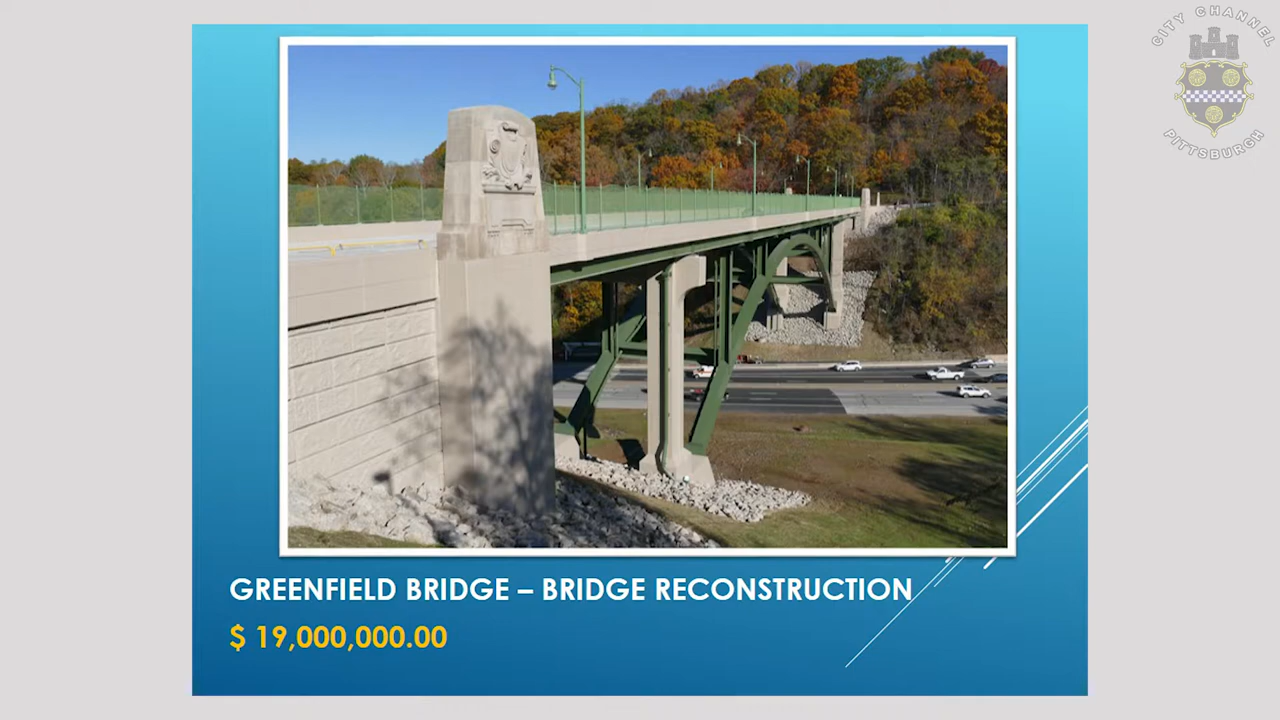 CITY CHANNEL
PITTSBURGH
GREENFIELD BRIDGE – BRIDGE RECONSTRUCTION
$ 19,000,000.00